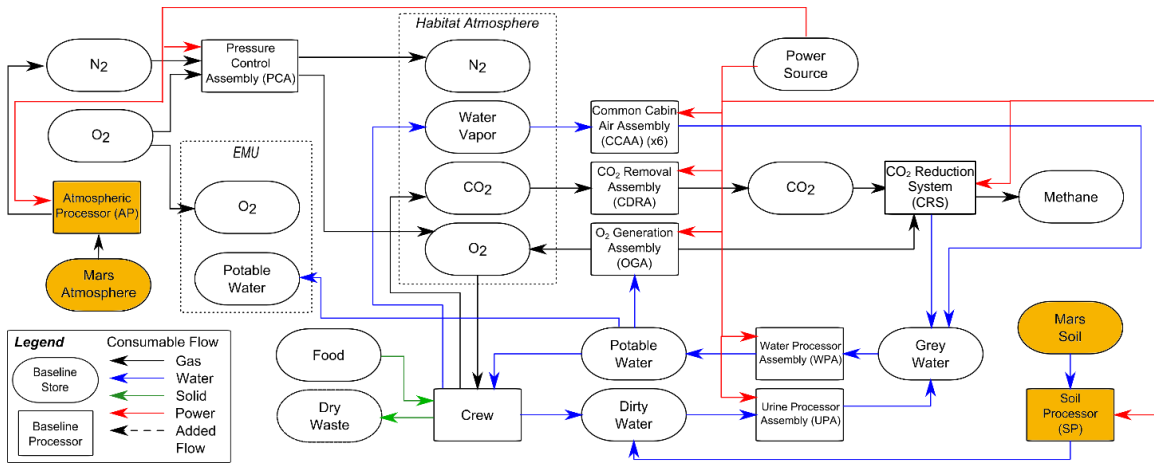 Habitat Atmosphere
N2
Pressure
Control
Assembly (PCA)
N2
Power
Source
O2
Water
Vapor
Common Cabin
Air Assembly
(CCAA) (x6)
EMU
O2
Atmospheric
Processor (AP)
CO2
CO2 Removal
Assembly
(CDRA)
CO2
CO2 Reduction
System
(CRS)
Methane
O2
O2 Generation
Assembly
(OGA)
Mars
Atmosphere
Potable
Water
Mars
Soil
Legend
Consumable Flow
Gas
Water
Solid
Power
Added
Flow
Baseline
Store
Baseline
Processor
Food
Potable
Water
Water Processor
Assembly (WPA)
Grey
Water
Dry
Waste
Crew
Dirty
Water
Urine Processor
Assembly (UPA)
Soil
Processor
(SP)